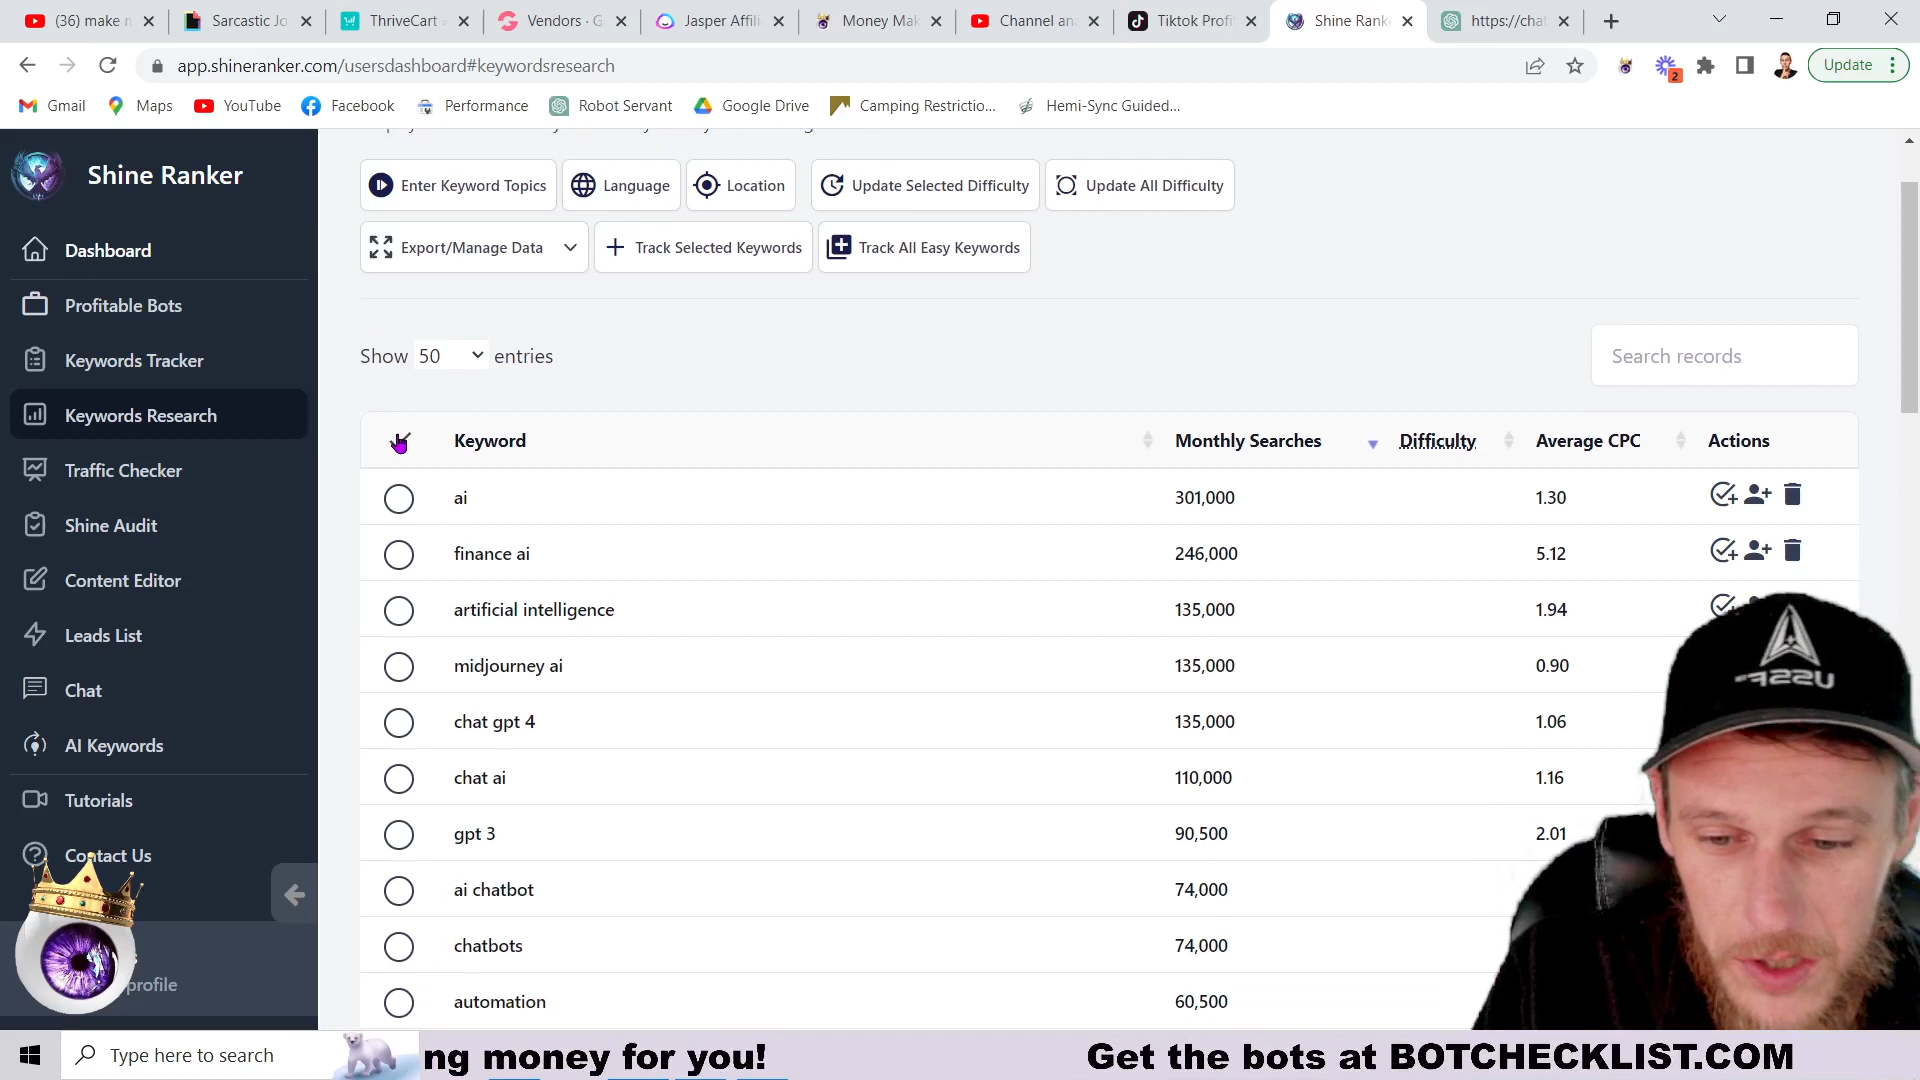 (36) make m
Sarcastic Jo
ThriveCart
Vendors · G
Jasper Affili
Money Mak
Channel an
Tiktok Profi
Shine Rank
https://chat
app.shineranker.com/usersdashboard#keywordsresearch
2
Update
Gmail
Maps
YouTube
Facebook
Performance
Robot Servant
Google Drive
Camping Restrictio...
Hemi-Sync Guided...
Shine Ranker
Dashboard
Profitable Bots
Keywords Tracker
Keywords Research
Traffic Checker
Shine Audit
Content Editor
Leads List
Chat
AI Keywords
Tutorials
Contact Us
profile
Enter Keyword Topics
Language
Location
Update Selected Difficulty
Update All Difficulty
Export/Manage Data
Track Selected Keywords
Track All Easy Keywords
Show 50 entries
Search records
Keyword Monthly Searches Difficulty Average CPC Actions
ai 301,000 1.30
finance ai 246,000 5.12
artificial intelligence 135,000 1.94
midjourney ai 135,000 0.90
chat gpt 4 135,000 1.06
chat ai 110,000 1.16
gpt 3 90,500 2.01
ai chatbot 74,000
chatbots 74,000
automation 60,500
USSF
Type here to search
ng money for you!
Get the bots at BOTCHECKLIST.COM